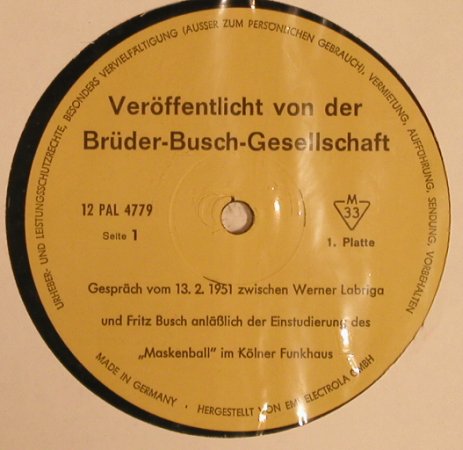 URHEBER- UND LEISTUNGSSCHUTZRECHTE, BESONDERS VERVIELFÄLTIGUNG (AUSSER ZUM PERSÖNLICHEN GEBRAUCH), VERMIETUNG, AUFFÜHRUNG, SENDUNG, VORBEHALTEN
Veröffentlicht von der
Brüder-Busch-Gesellschaft
12 PAL 4779
Seite 1
M
33
1. Platte
Gespräch vom 13. 2. 1951 zwischen Werner Labriga
und Fritz Busch anläßlich der Einstudierung des
„Maskenball" im Kölner Funkhaus
MADE IN GERMANY · HERGESTELLT VON EMI ELECTROLA GMBH